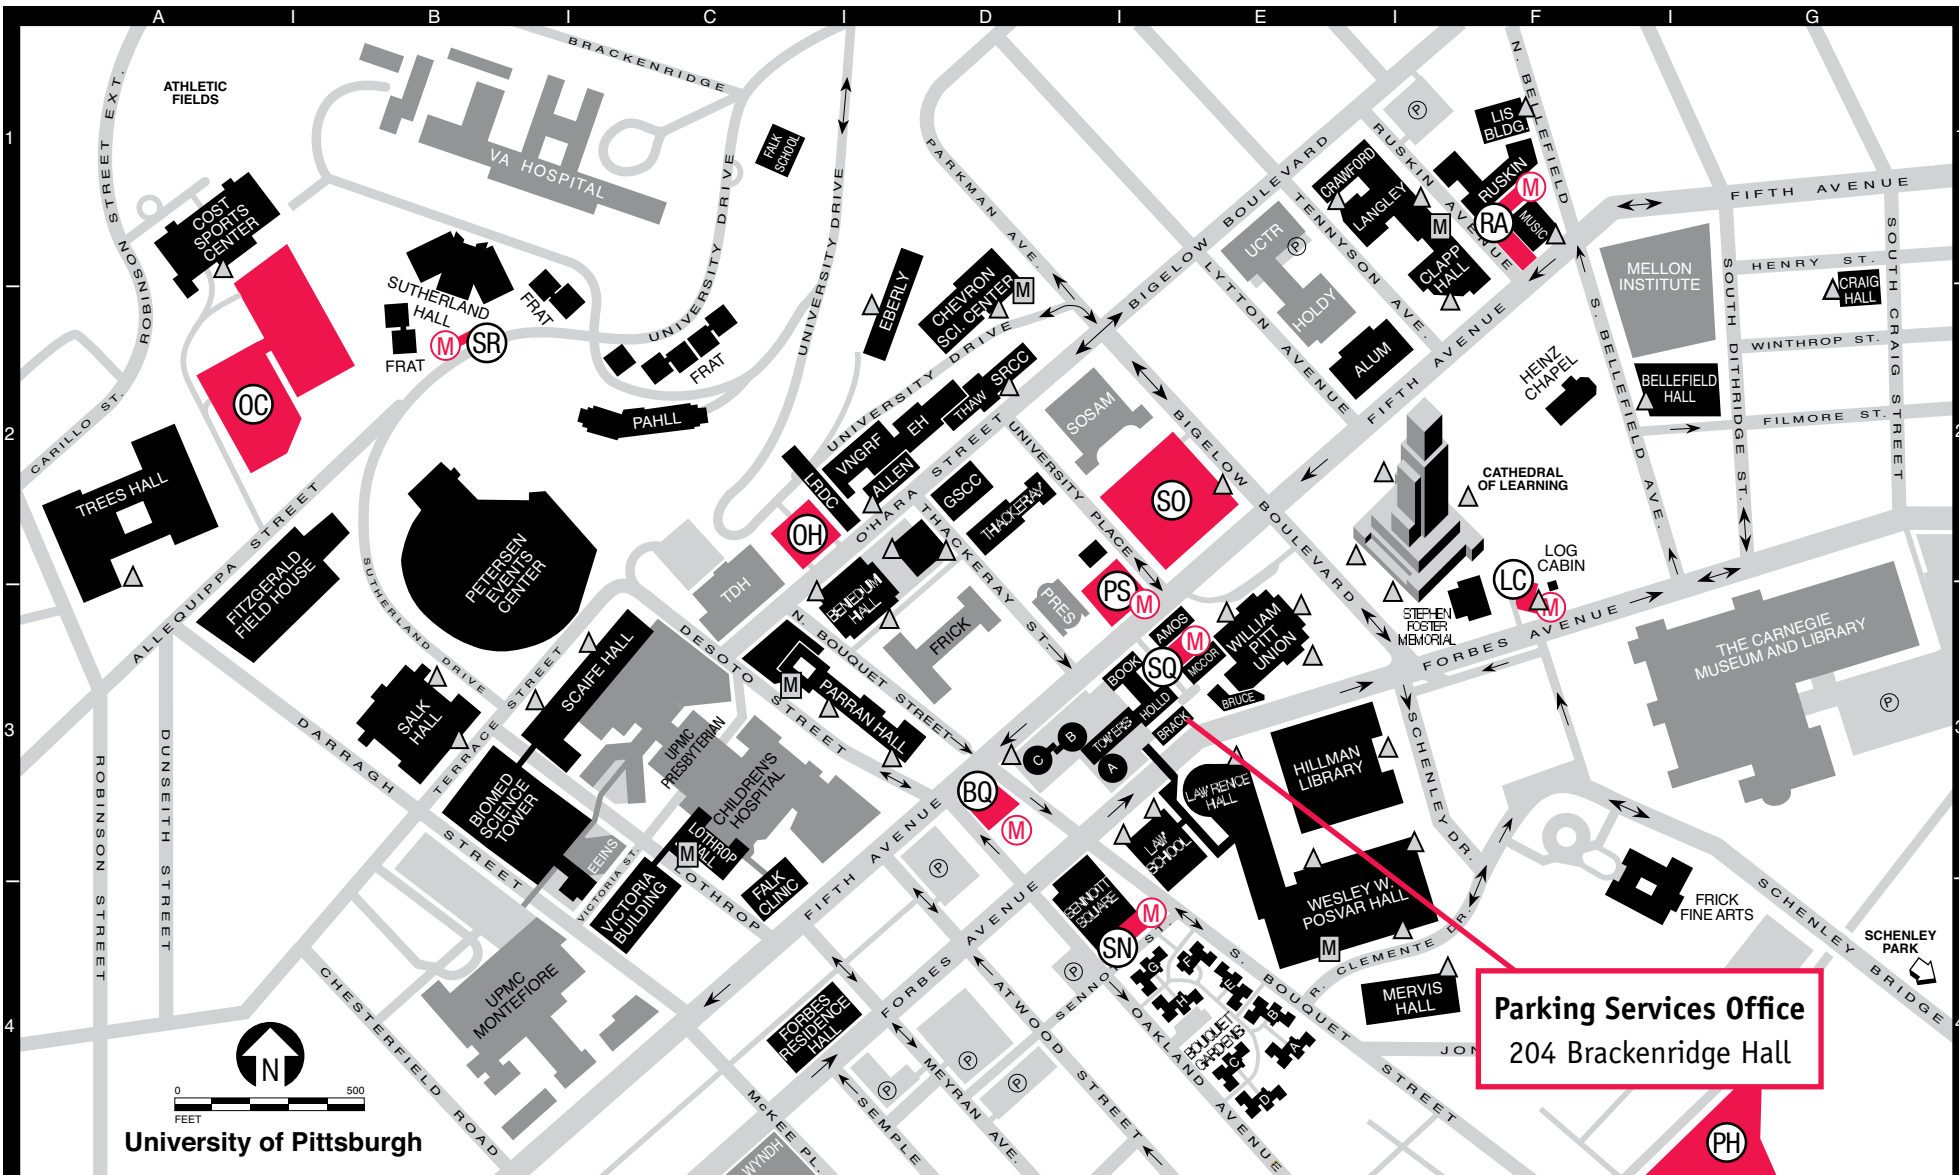 A I B I C I D I E I F I G
1
2
3
4
ATHLETIC
FIELDS
ROBINSON STREET EXT.
BRACKENRIDGE
VA HOSPITAL
FALK
SCHOOL
UNIVERSITY DRIVE
UNIVERSITY DRIVE
PARKMAN AVE.
BIGELOW BOULEVARD
RUSKIN AVENUE
N. BELLEFIELD
LIS
BLDG.
RUSKIN
M
RA
MUSIC
CRAWFORD
LANGLEY
M
CLAPP
HALL
TENNYSON AVE.
LYTTON AVENUE
UCTR
P
HOLDY
ALUM
P
FIFTH AVENUE
FIFTH AVENUE
MELLON
INSTITUTE
HENRY ST.
CRAIG
HALL
WINTHROP ST.
FILMORE ST.
SOUTH DITHRIDGE ST.
SOUTH CRAIG STREET
S. BELLEFIELD AVE.
BELLEFIELD
HALL
HEINZ
CHAPEL
CATHEDRAL
OF LEARNING
COST
SPORTS
CENTER
OC
SUTHERLAND
HALL
M
SR
FRAT
FRAT
UNIVERSITY DRIVE
FRAT
PAHLL
EBERLY
CHEVRON
SCI. CENTER
M
UNIVERSITY DRIVE
SRCC
THAW
EH
VNGRF
ALLEN
LRDC
OH
O'HARA STREET
GSCC
THACKERAY
THACKERAY ST.
UNIVERSITY PLACE
SOSAM
SO
BIGELOW BOULEVARD
CARILLO ST.
TREES HALL
ALLEQUIPPA STREET
FITZGERALD
FIELD HOUSE
PETERSEN
EVENTS
CENTER
SUTHERLAND DRIVE
TDH
BENEDUM
HALL
FRICK
PRES
PS
M
N. BOUQUET STREET
DESOTO STREET
SCAIFE HALL
SALK
HALL
TERRACE STREET
DARRAGH STREET
UPMC
PRESBYTERIAN
CHILDREN'S
HOSPITAL
M
PARRAN HALL
AMOS
M
SQ
BOOK
MCCOR
HOLLD
BRACK
TOWERS
A
B
C
BRUCE
WILLIAM
PITT
UNION
STEPHEN
FOSTER
MEMORIAL
LOG
CABIN
LC
M
FORBES AVENUE
THE CARNEGIE
MUSEUM AND LIBRARY
P
SCHENLEY DR.
HILLMAN
LIBRARY
LAWRENCE
HALL
LAW
SCHOOL
WESLEY W.
POSVAR HALL
M
R. CLEMENTE DR.
MERVIS
HALL
FRICK
FINE ARTS
SCHENLEY BRIDGE
SCHENLEY
PARK
ROBINSON STREET
DUNSEITH STREET
BIOMED
SCIENCE
TOWER
EEINS
VICTORIA ST.
VICTORIA
BUILDING
LOTHROP
HALL
M
LOTHROP
FALK
CLINIC
FIFTH AVENUE
BQ
M
P
FORBES AVENUE
SENNOTT
SQUARE
M
SN
SENNOTT ST.
S. BOUQUET STREET
P
G
F
E
H
B
A
C
D
BOUQUET
GARDENS
OAKLAND AVENUE
ATWOOD STREET
MEYRAN AVE.
SEMPLE
McKEE PL.
P
P
P
WYNDH
FORBES
RESIDENCE
HALL
UPMC
MONTEFIORE
CHESTERFIELD ROAD
JON
Parking Services Office
204 Brackenridge Hall
PH
N
0 500
FEET
University of Pittsburgh